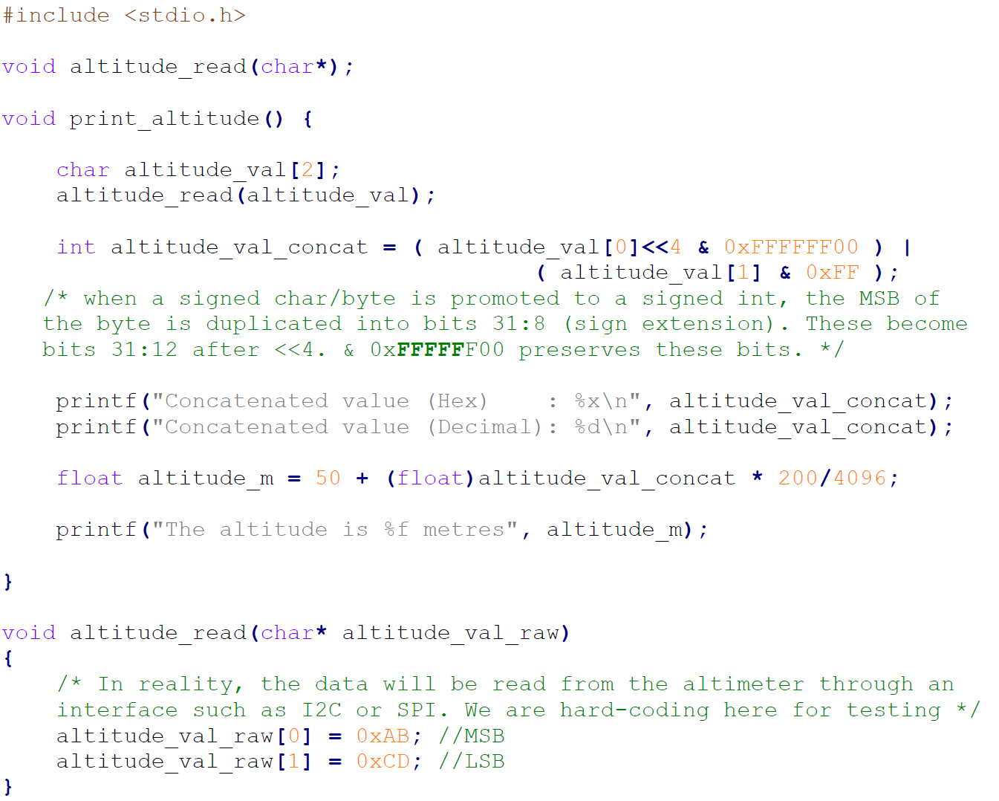 #include <stdio.h>

void altitude_read(char*);

void print_altitude() {

    char altitude_val[2];
    altitude_read(altitude_val);

    int altitude_val_concat = ( altitude_val[0]<<4 & 0xFFFFFF00 ) |
                                       ( altitude_val[1] & 0xFF );
   /* when a signed char/byte is promoted to a signed int, the MSB of
   the byte is duplicated into bits 31:8 (sign extension). These become
   bits 31:12 after <<4. & 0xFFFFFF00 preserves these bits. */

    printf("Concatenated value (Hex)    : %x\n", altitude_val_concat);
    printf("Concatenated value (Decimal): %d\n", altitude_val_concat);

    float altitude_m = 50 + (float)altitude_val_concat * 200/4096;

    printf("The altitude is %f metres", altitude_m);

}

void altitude_read(char* altitude_val_raw)
{
    /* In reality, the data will be read from the altimeter through an
    interface such as I2C or SPI. We are hard-coding here for testing */
    altitude_val_raw[0] = 0xAB; //MSB
    altitude_val_raw[1] = 0xCD; //LSB
}